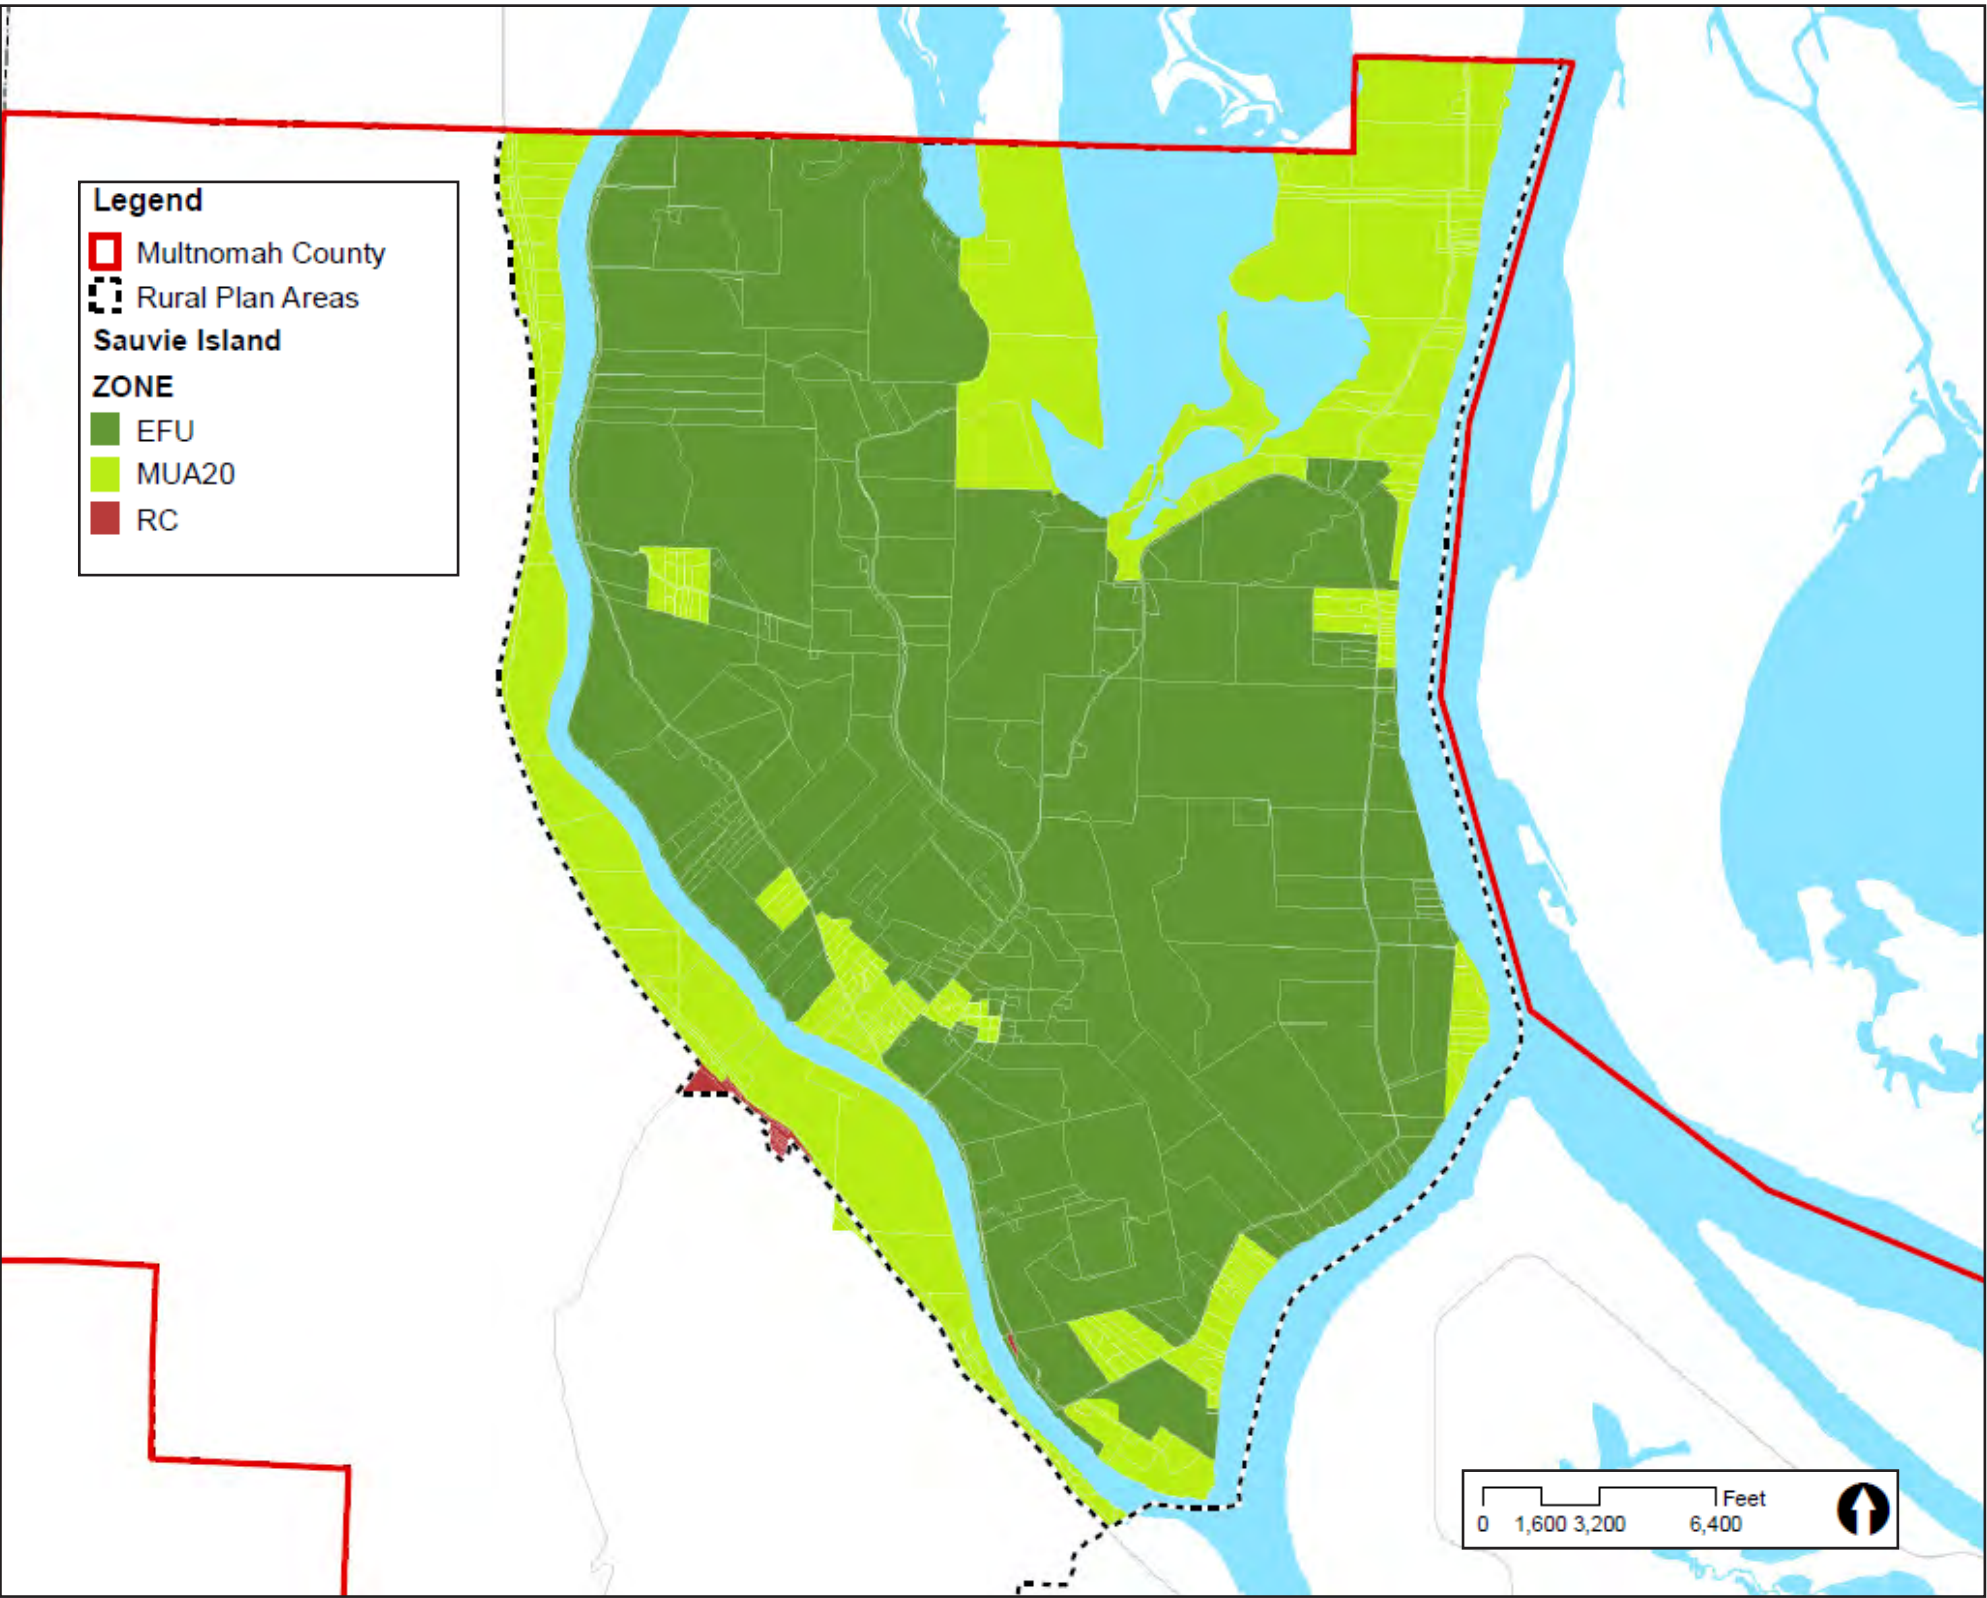 Legend
Multnomah County
Rural Plan Areas
Sauvie Island
ZONE
EFU
MUA20
RC
Feet
0 1,600 3,200 6,400